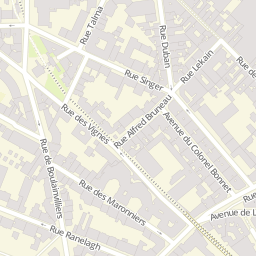 Rue Talma
Rue Duban
Rue Lekain
Rue Singer
Rue des Vignes
Rue Alfred Bruneau
Avenue du Colonel Bonnet
Rue de Boulainvilliers
Rue des Marronniers
Avenue de L
Rue Ranelagh